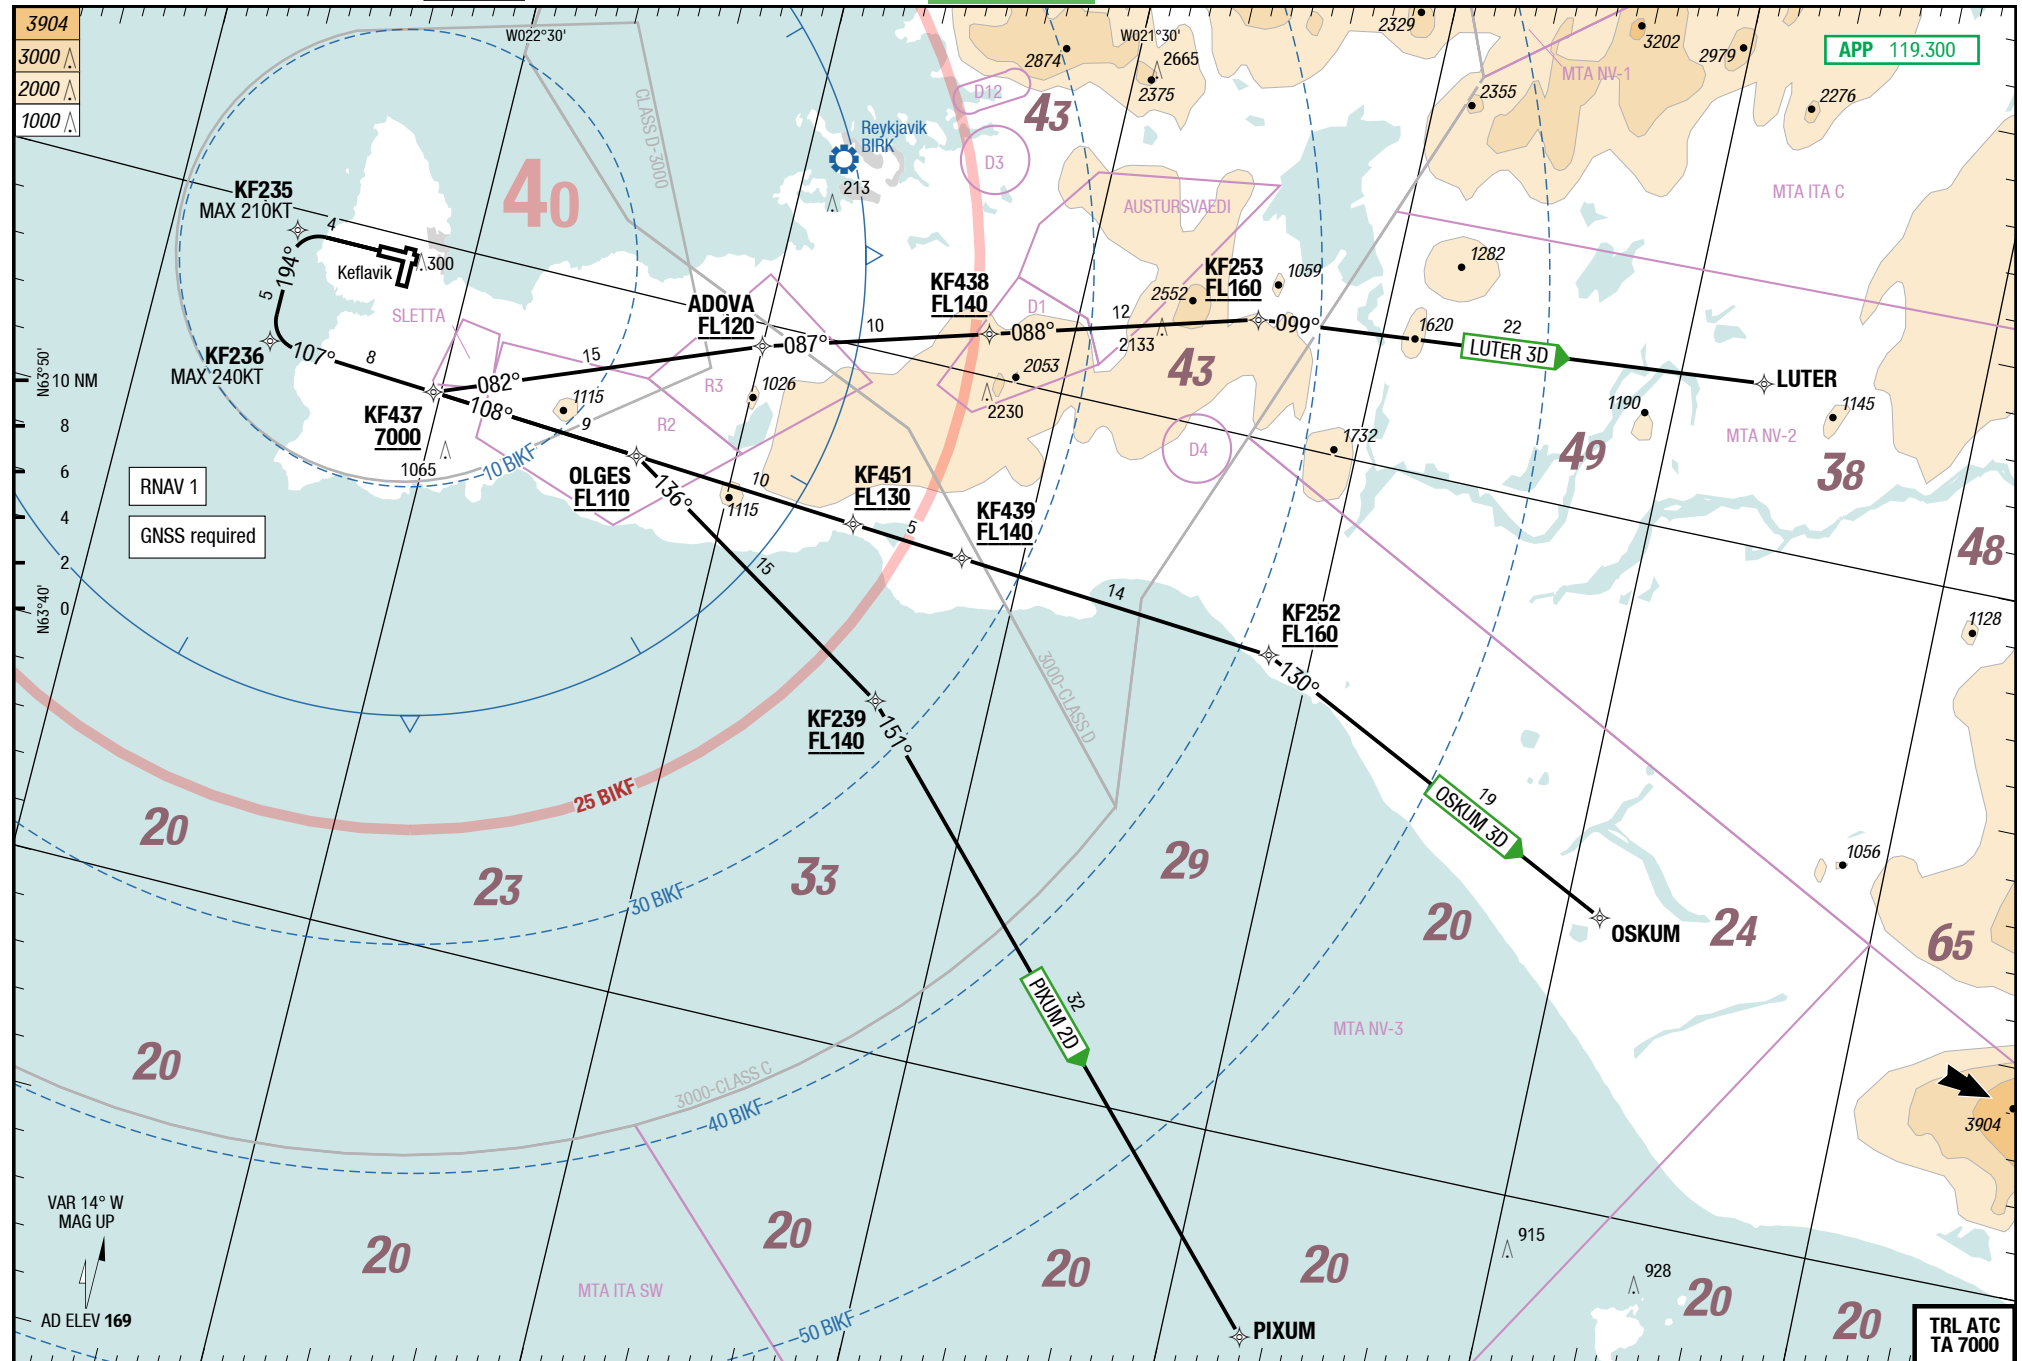 3904
3000
2000
1000
W022°30'
W021°30'
2329
3202
2979
2874
2665
2375
2355
2276
MTA NV-1
APP 119.300
D12
43
CLASS D-3000
Reykjavik
BIRK
D3
213
40
KF235
MAX 210KT
4
194°
5
Keflavik
300
AUSTURSVAEDI
MTA ITA C
1282
KF253
FL160
1059
2552
KF438
FL140
D1
SLETTA
ADOVA
FL120
10
087°
088°
12
2133
099°
1620
22
LUTER 3D
LUTER
KF236
MAX 240KT
107°
8
15
082°
R3
1026
2053
2230
43
N63°50'
10 NM
8
6
4
2
0
N63°40'
KF437
7000
108°
1115
9
R2
1065
10 BIKF
D4
1732
1190
1145
MTA NV-2
49
38
RNAV 1
GNSS required
OLGES
FL110
136°
10
1115
KF451
FL130
5
KF439
FL140
15
14
48
KF252
FL160
130°
1128
3000-CLASS D
KF239
FL140
151°
25 BIKF
19
OSKUM 3D
OSKUM
1056
20
23
33
29
20
24
65
30 BIKF
32
PIXUM 2D
MTA NV-3
20
3000-CLASS C
40 BIKF
3904
VAR 14° W
MAG UP
AD ELEV 169
20
MTA ITA SW
20
20
20
915
928
20
20
50 BIKF
PIXUM
TRL ATC
TA 7000